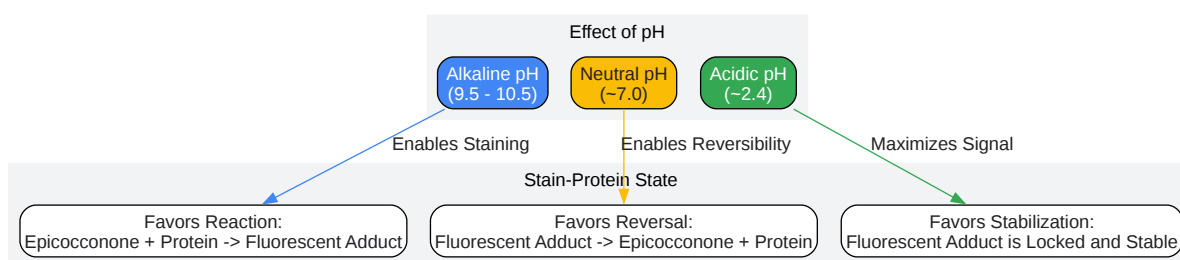 Effect of pH
Alkaline pH
(9.5 - 10.5)
Neutral pH
(~7.0)
Acidic pH
(~2.4)
Enables Staining
Enables Reversibility
Maximizes Signal
Stain-Protein State
Favors Reaction:
Epicocconone + Protein -> Fluorescent Adduct
Favors Reversal:
Fluorescent Adduct -> Epicocconone + Protein
Favors Stabilization:
Fluorescent Adduct is Locked and Stable